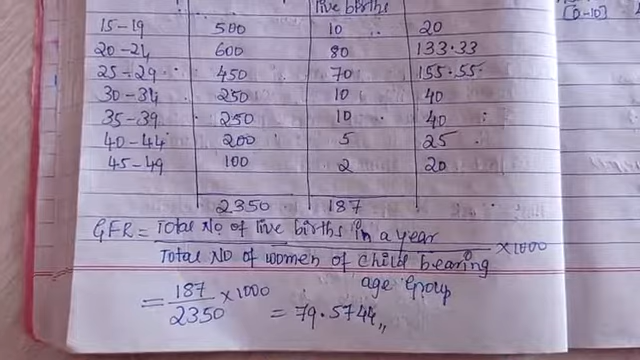 live births
[0-10]
15-19 500 10 20
20-24 600 80 133.33
25-29 450 70 155.55
30-34 250 10 40
35-39 250 10 40
40-44 200 5 25
45-49 100 2 20
2350 187
GFR = Total No of live births in a year
Total No of women of child bearing × 1000
age Group
= 187 × 1000
2350 = 79.5744,,